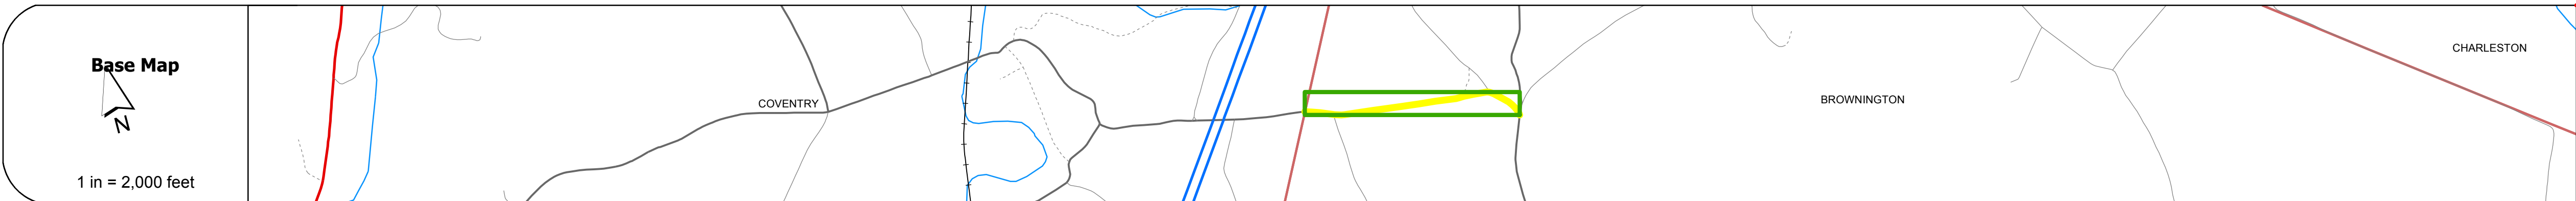 Base Map
N
1 in = 2,000 feet
COVENTRY
BROWNINGTON
CHARLESTON